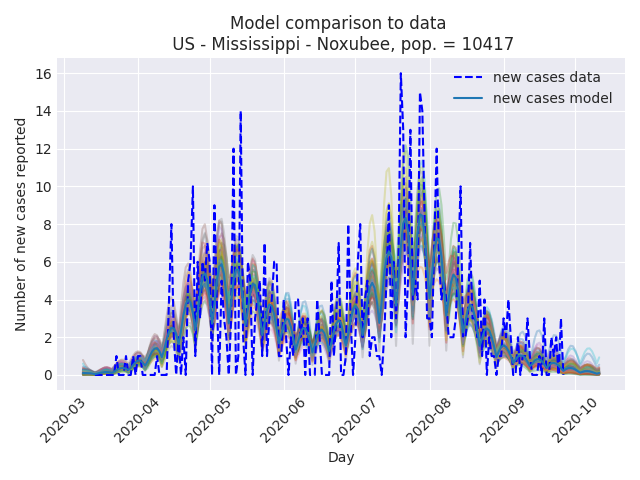 Model comparison to data
US - Mississippi - Noxubee, pop. = 10417
new cases data
new cases model
Number of new cases reported
16
14
12
10
8
6
4
2
0
2020-03
2020-04
2020-05
2020-06
2020-07
2020-08
2020-09
2020-10
Day